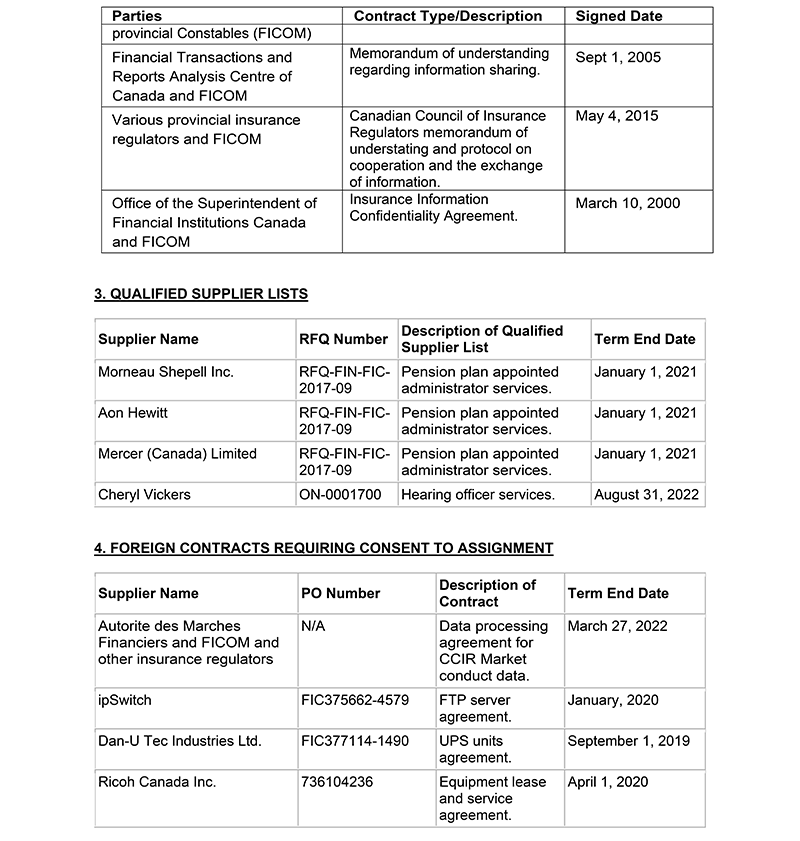 Parties Contract Type/Description Signed Date
provincial Constables (FICOM)
Financial Transactions and
Reports Analysis Centre of
Canada and FICOM
Memorandum of understanding
regarding information sharing.
Sept 1, 2005
Various provincial insurance
regulators and FICOM
Canadian Council of Insurance
Regulators memorandum of
understating and protocol on
cooperation and the exchange
of information.
May 4, 2015
Office of the Superintendent of
Financial Institutions Canada
and FICOM
Insurance Information
Confidentiality Agreement.
March 10, 2000
3. QUALIFIED SUPPLIER LISTS
Supplier Name RFQ Number Description of Qualified
Supplier List
Term End Date
Morneau Shepell Inc.
RFQ-FIN-FIC-
2017-09
Pension plan appointed
administrator services.
January 1, 2021
Aon Hewitt
RFQ-FIN-FIC-
2017-09
Pension plan appointed
administrator services.
January 1, 2021
Mercer (Canada) Limited
RFQ-FIN-FIC-
2017-09
Pension plan appointed
administrator services.
January 1, 2021
Cheryl Vickers ON-0001700 Hearing officer services. August 31, 2022
4. FOREIGN CONTRACTS REQUIRING CONSENT TO ASSIGNMENT
Supplier Name PO Number Description of
Contract
Term End Date
Autorite des Marches
Financiers and FICOM and
other insurance regulators
N/A
Data processing
agreement for
CCIR Market
conduct data.
March 27, 2022
ipSwitch
FIC375662-4579
FTP server
agreement.
January, 2020
Dan-U Tec Industries Ltd.
FIC377114-1490
UPS units
agreement.
September 1, 2019
Ricoh Canada Inc.
736104236
Equipment lease
and service
agreement.
April 1, 2020